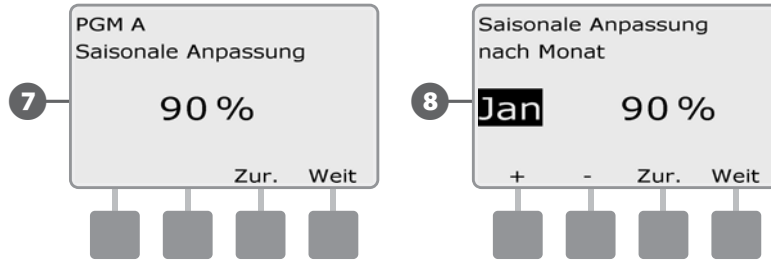 7
PGM A
Saisonale Anpassung
90 %
Zur. Weit
8
Saisonale Anpassung
nach Monat
Jan 90 %
+ - Zur. Weit